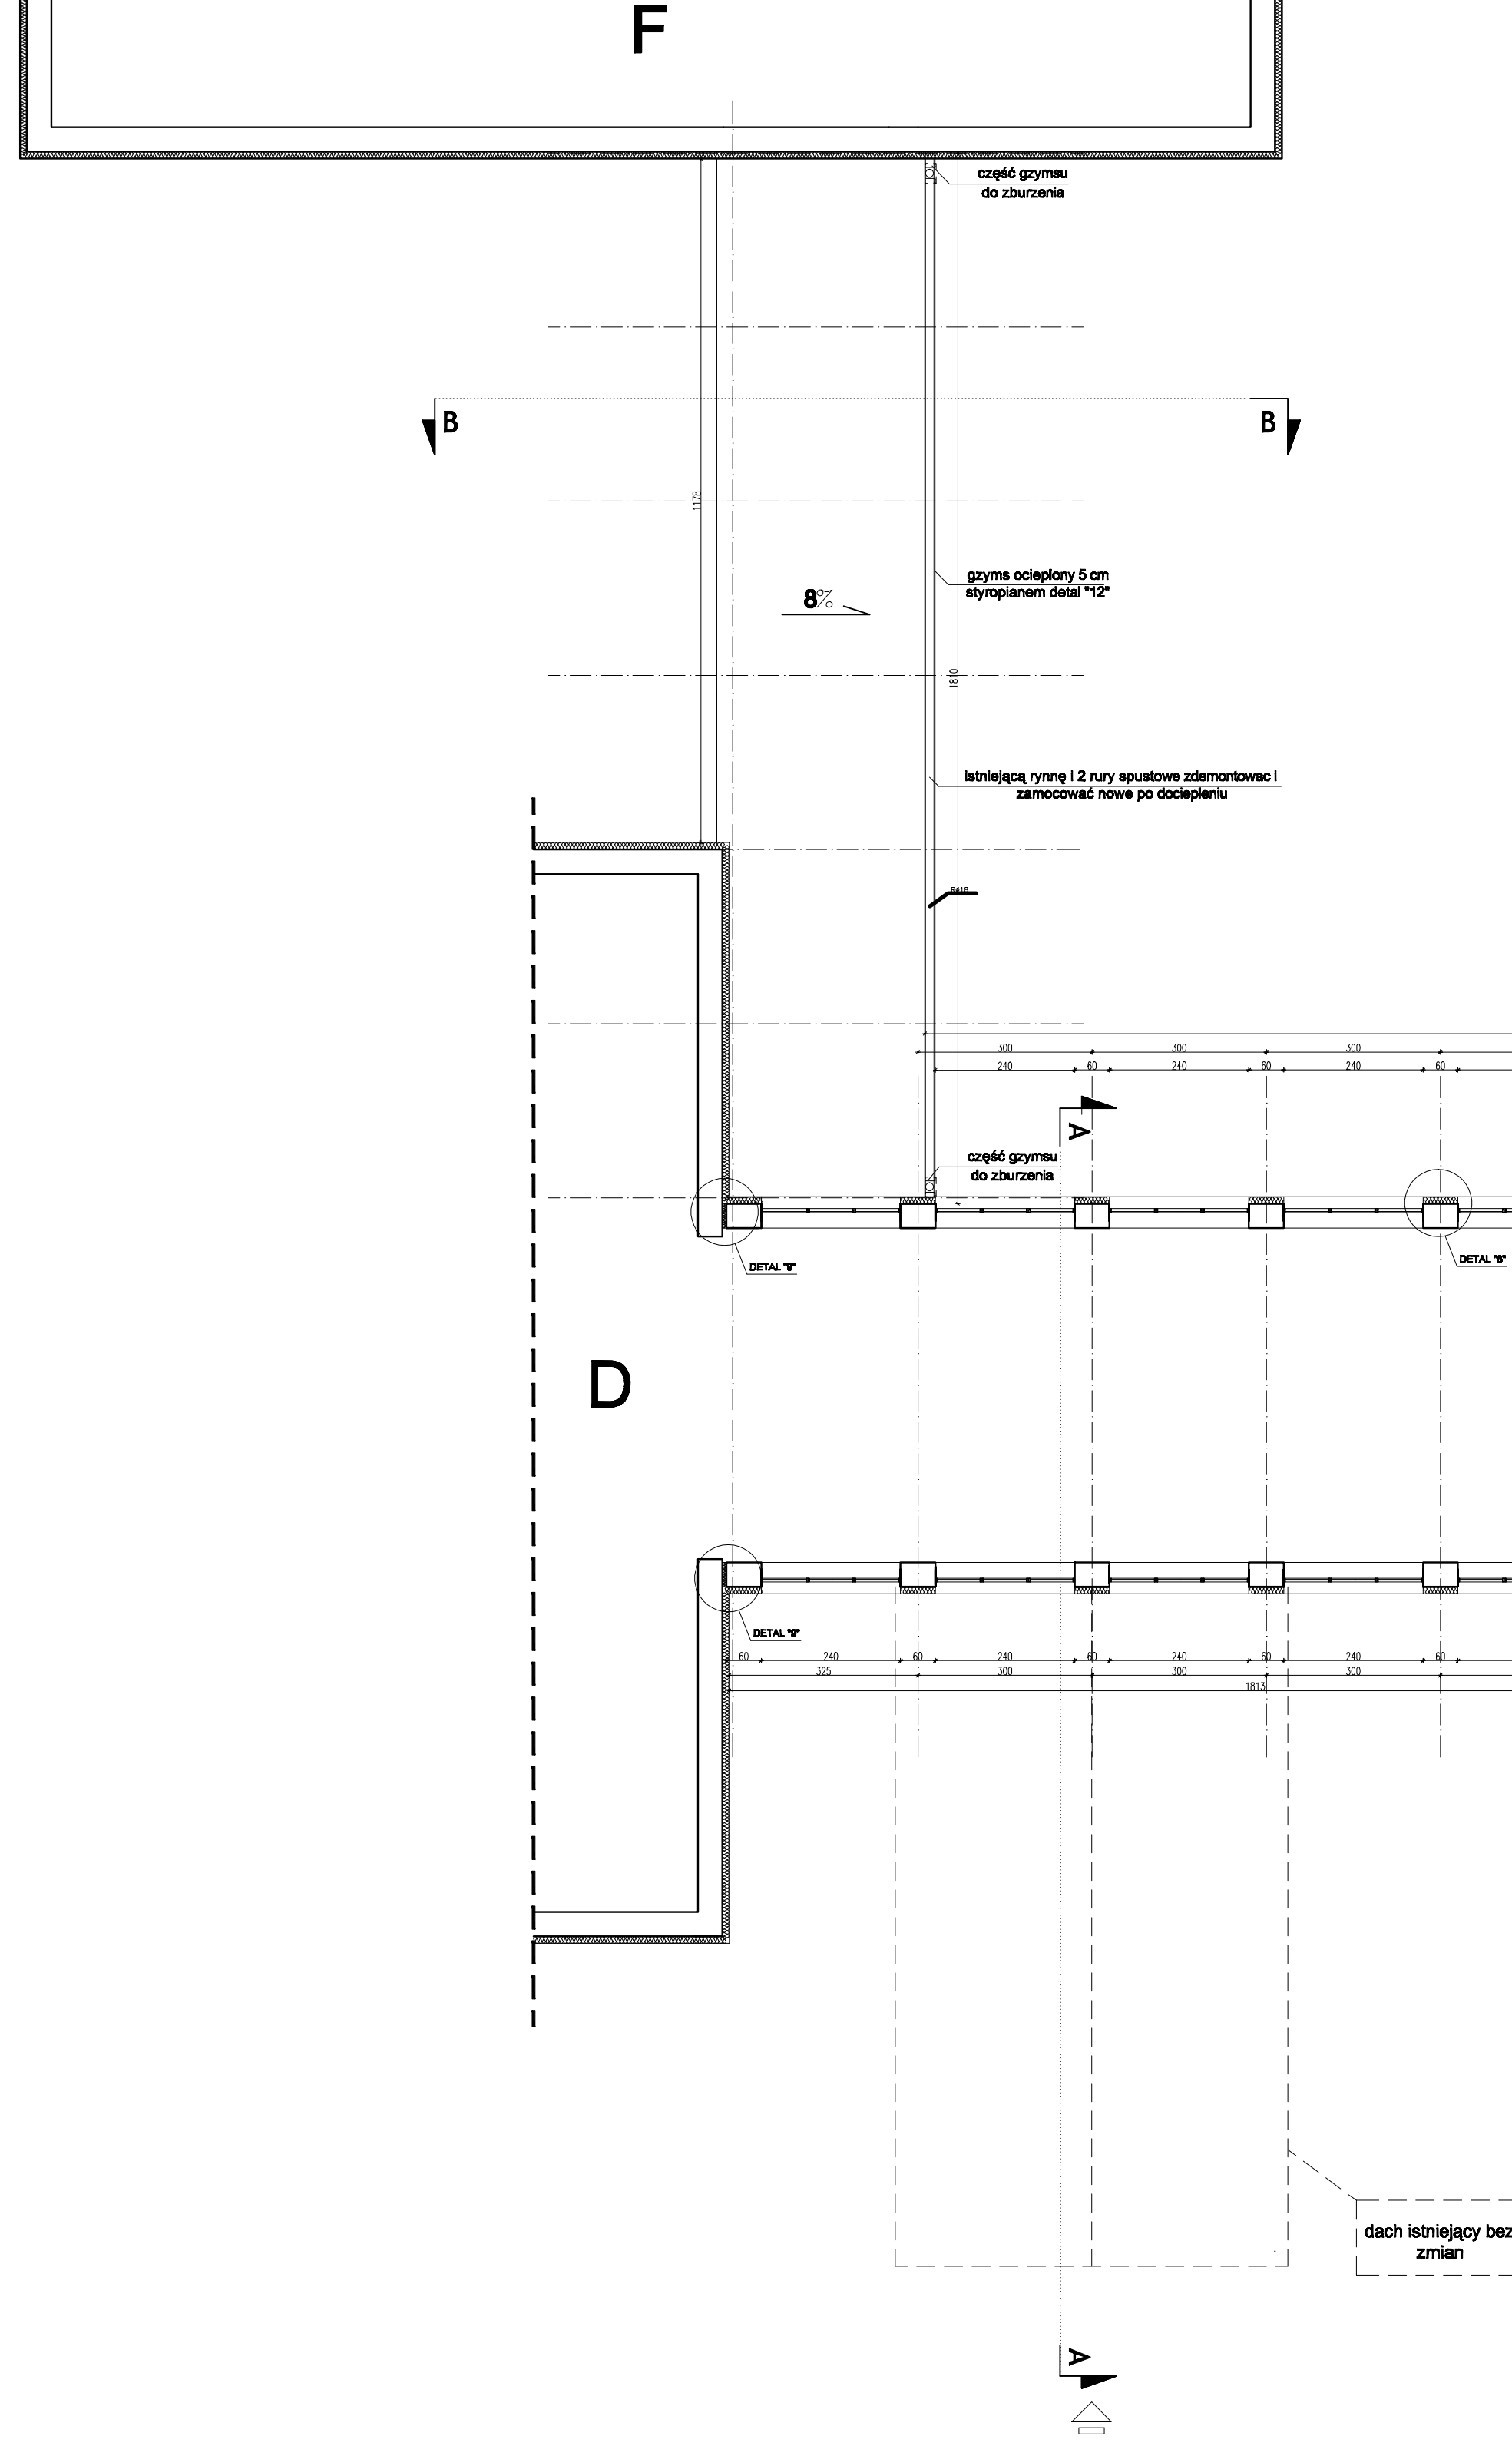 F
część gzymsu
do zburzenia
B
B
1178
gzyms ocieplony 5 cm
styropianem detal "12"
8%
1810
istniejącą rynnę i 2 rury spustowe zdemontowac i
zamocować nowe po dociepleniu
300 300 300
240 60 240 60 240 60
A
część gzymsu
do zburzenia
DETAL "9"
DETAL "8"
D
DETAL "9"
60 240 60 240 60 240 60 240 60
325 300 300 300
1813
dach istniejący bez
zmian
A